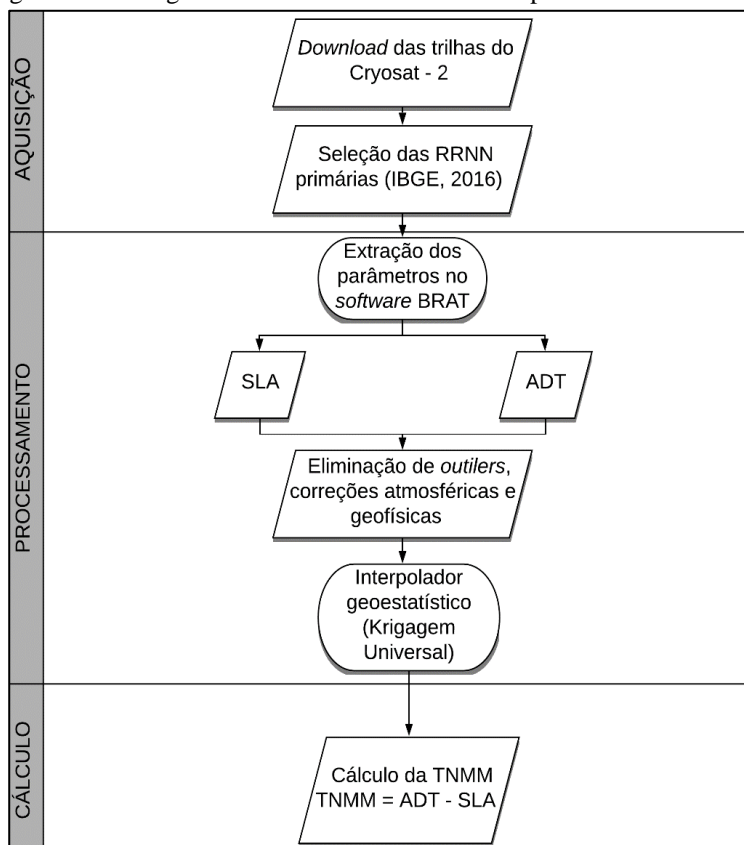 AQUISIÇÃO
Download das trilhas do
Cryosat - 2
Seleção das RRNN
primárias (IBGE, 2016)
PROCESSAMENTO
Extração dos
parâmetros no
software BRAT
SLA
ADT
Eliminação de outilers,
correções atmosféricas e
geofísicas
Interpolador
geoestatístico
(Krigagem
Universal)
CÁLCULO
Cálculo da TNMM
TNMM = ADT - SLA